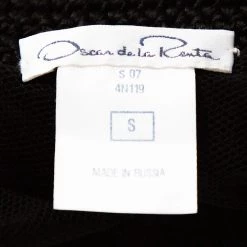 Oscar de la Renta
S 07
4N119
S
MADE IN RUSSIA